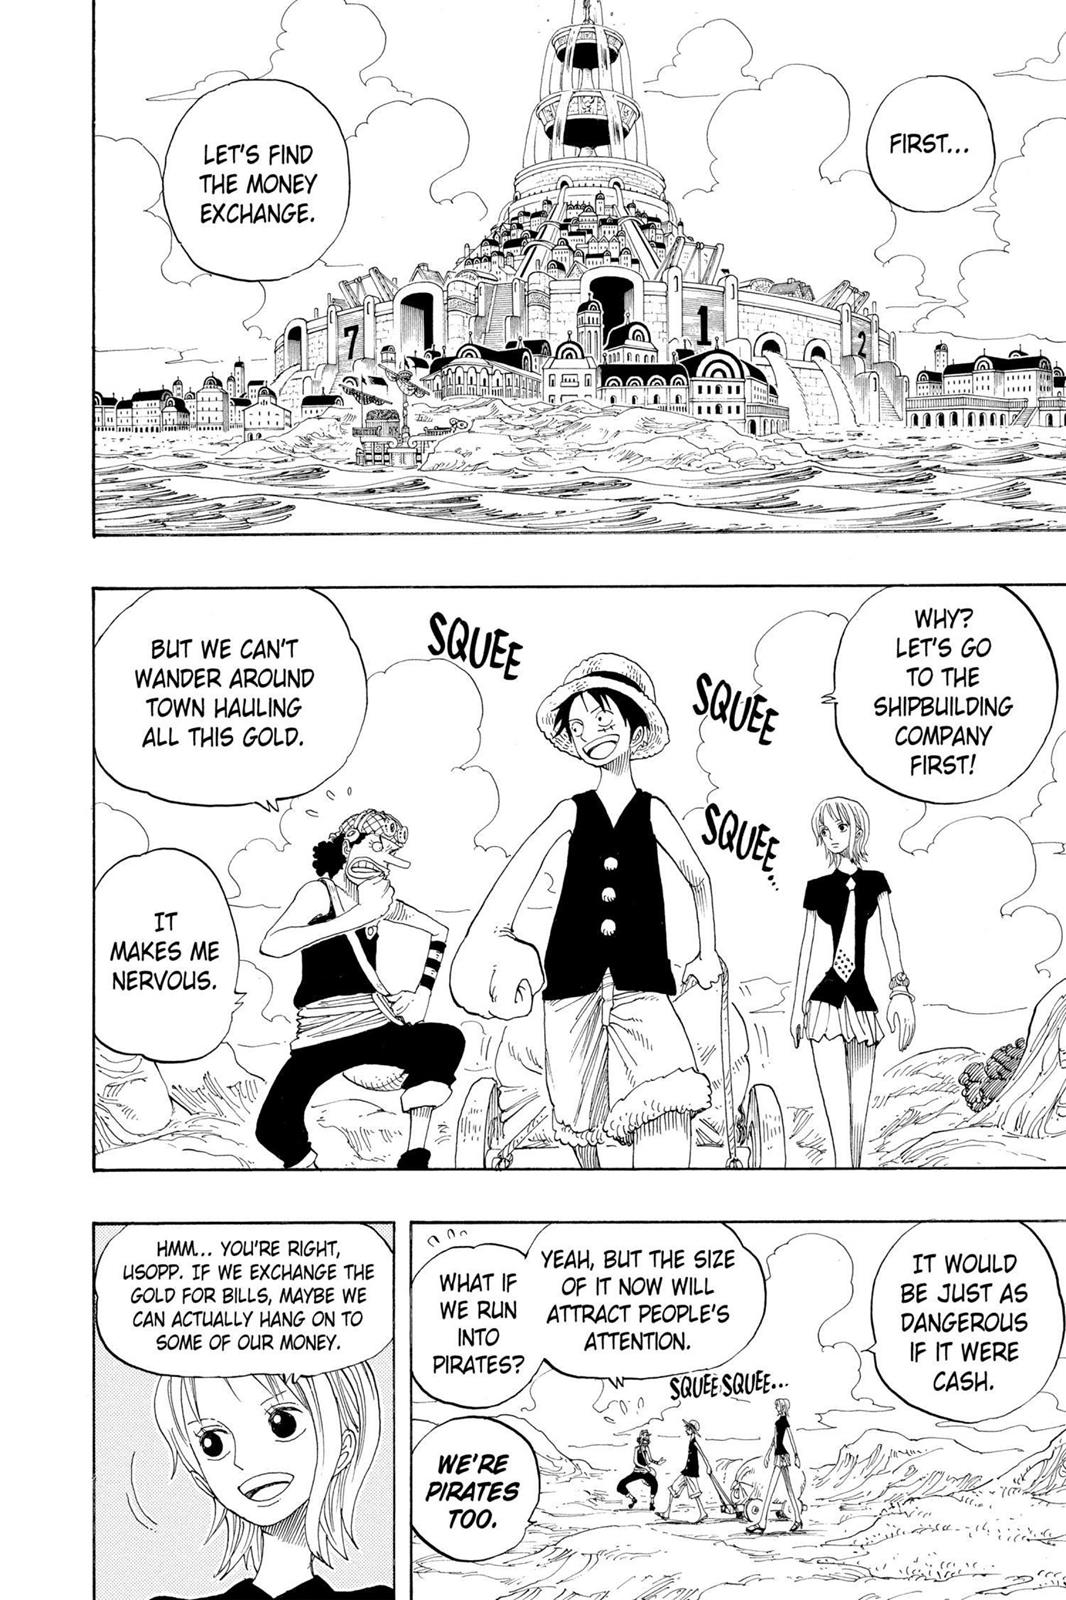 FIRST...
LET'S FIND
THE MONEY
EXCHANGE.
7
1
2
WHY?
LET'S GO
TO THE
SHIPBUILDING
COMPANY
FIRST!
SQUEE
SQUEE
SQUEE...
BUT WE CAN'T
WANDER AROUND
TOWN HAULING
ALL THIS GOLD.
IT
MAKES ME
NERVOUS.
IT WOULD
BE JUST AS
DANGEROUS
IF IT WERE
CASH.
YEAH, BUT THE SIZE
OF IT NOW WILL
ATTRACT PEOPLE'S
ATTENTION.
WHAT IF
WE RUN
INTO
PIRATES?
SQUEE SQUEE...
WE'RE
PIRATES
TOO.
HMM... YOU'RE RIGHT,
USOPP. IF WE EXCHANGE THE
GOLD FOR BILLS, MAYBE WE
CAN ACTUALLY HANG ON TO
SOME OF OUR MONEY.